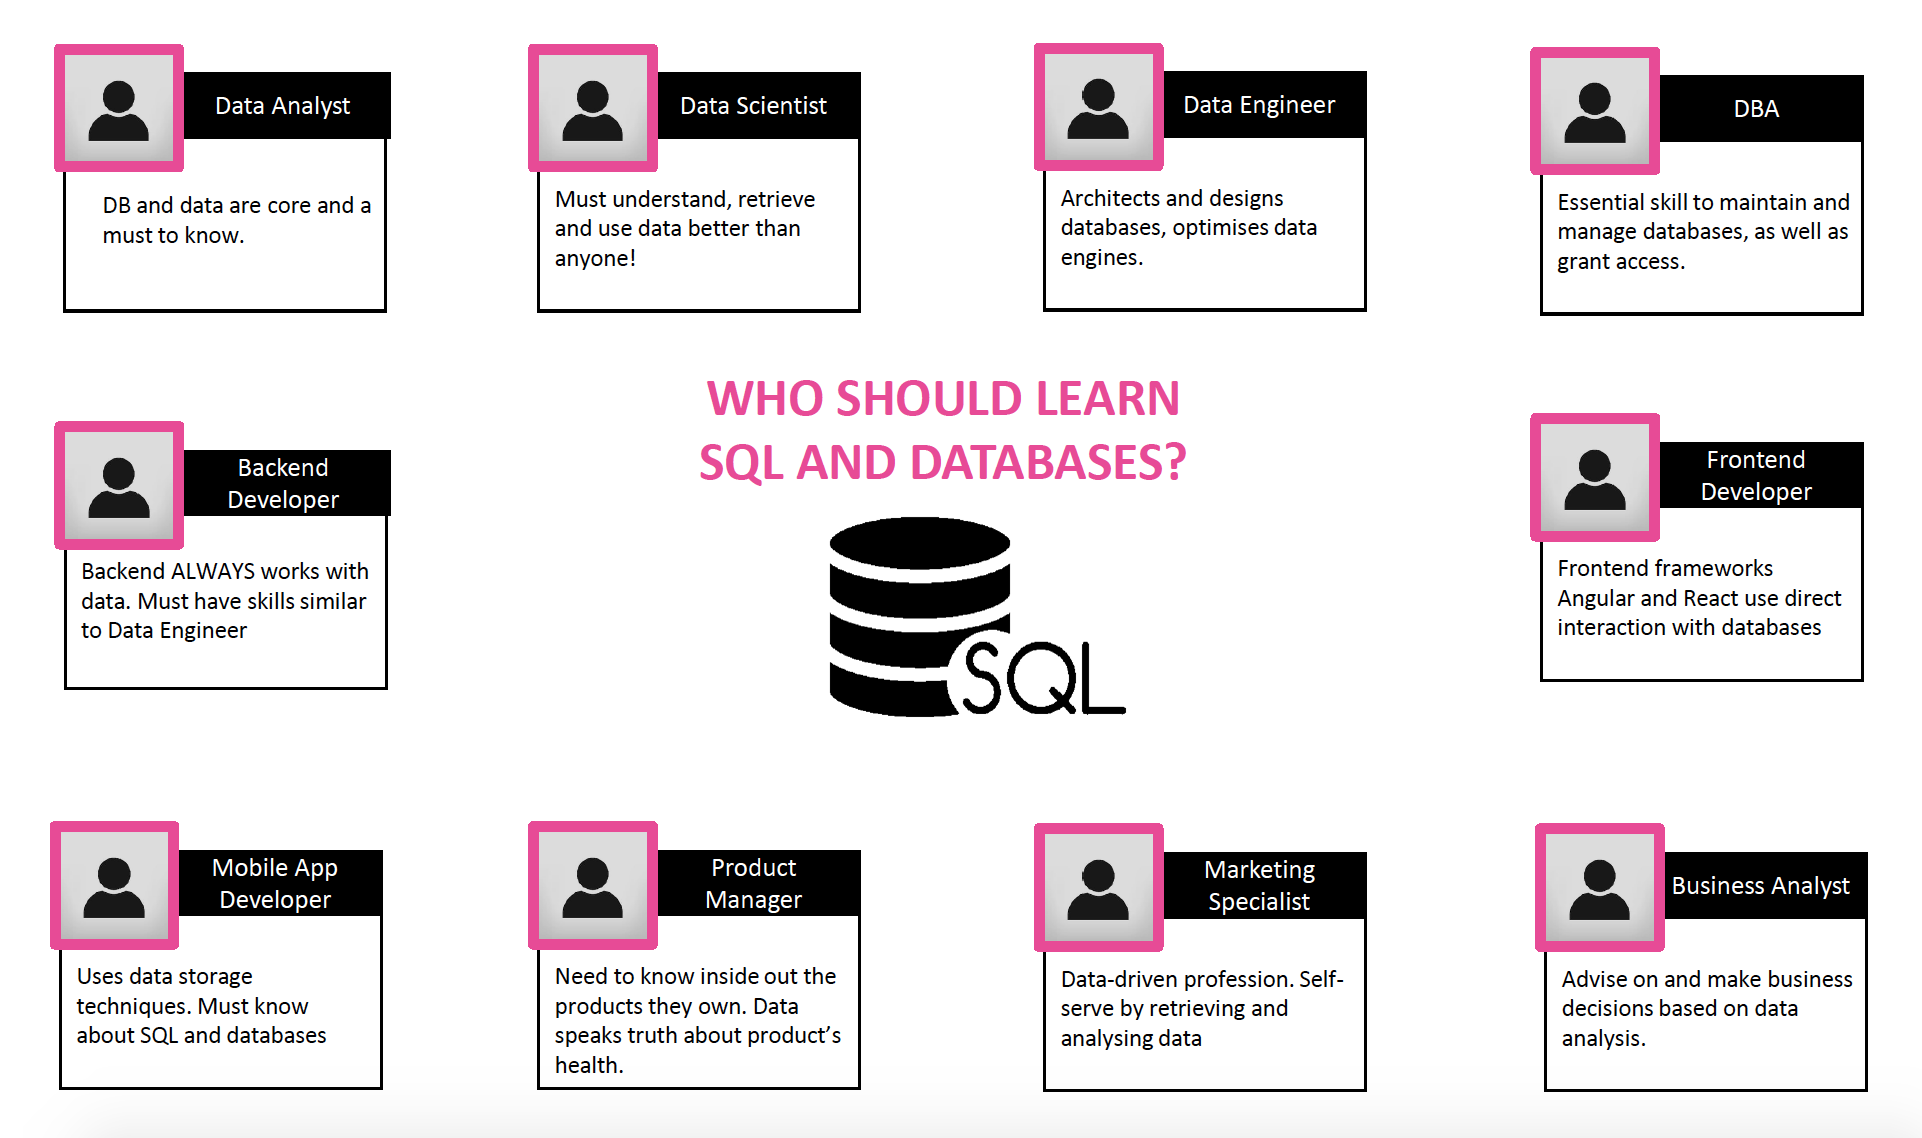 Data Analyst
DB and data are core and a
must to know.
Data Scientist
Must understand, retrieve
and use data better than
anyone!
Data Engineer
Architects and designs
databases, optimises data
engines.
DBA
Essential skill to maintain and
manage databases, as well as
grant access.
WHO SHOULD LEARN
SQL AND DATABASES?
SQL
Backend
Developer
Backend ALWAYS works with
data. Must have skills similar
to Data Engineer
Frontend
Developer
Frontend frameworks
Angular and React use direct
interaction with databases
Mobile App
Developer
Uses data storage
techniques. Must know
about SQL and databases
Product
Manager
Need to know inside out the
products they own. Data
speaks truth about product’s
health.
Marketing
Specialist
Data-driven profession. Self-
serve by retrieving and
analysing data
Business Analyst
Advise on and make business
decisions based on data
analysis.